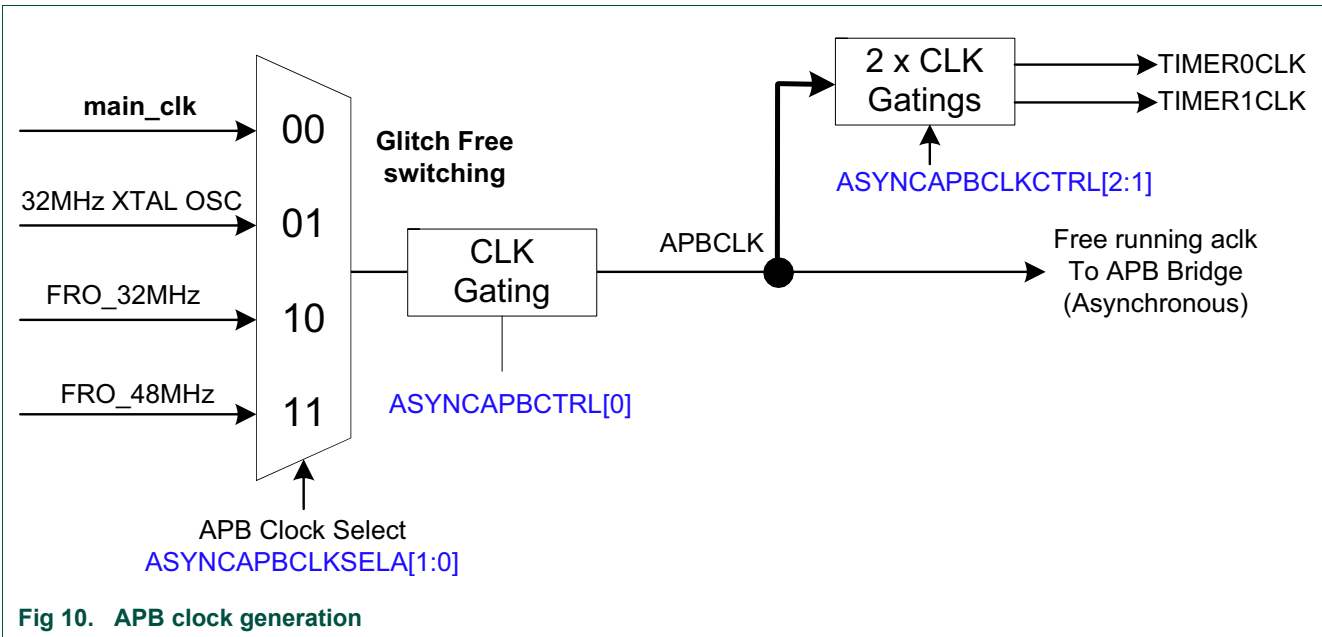 main_clk
00
32MHz XTAL OSC
01
FRO_32MHz
10
FRO_48MHz
11
Glitch Free
switching
CLK
Gating
ASYNCAPBCTRL[0]
APB Clock Select
ASYNCAPBCLKSELA[1:0]
APBCLK
2 x CLK
Gatings
TIMER0CLK
TIMER1CLK
ASYNCAPBCLKCTRL[2:1]
Free running aclk
To APB Bridge
(Asynchronous)
Fig 10. APB clock generation